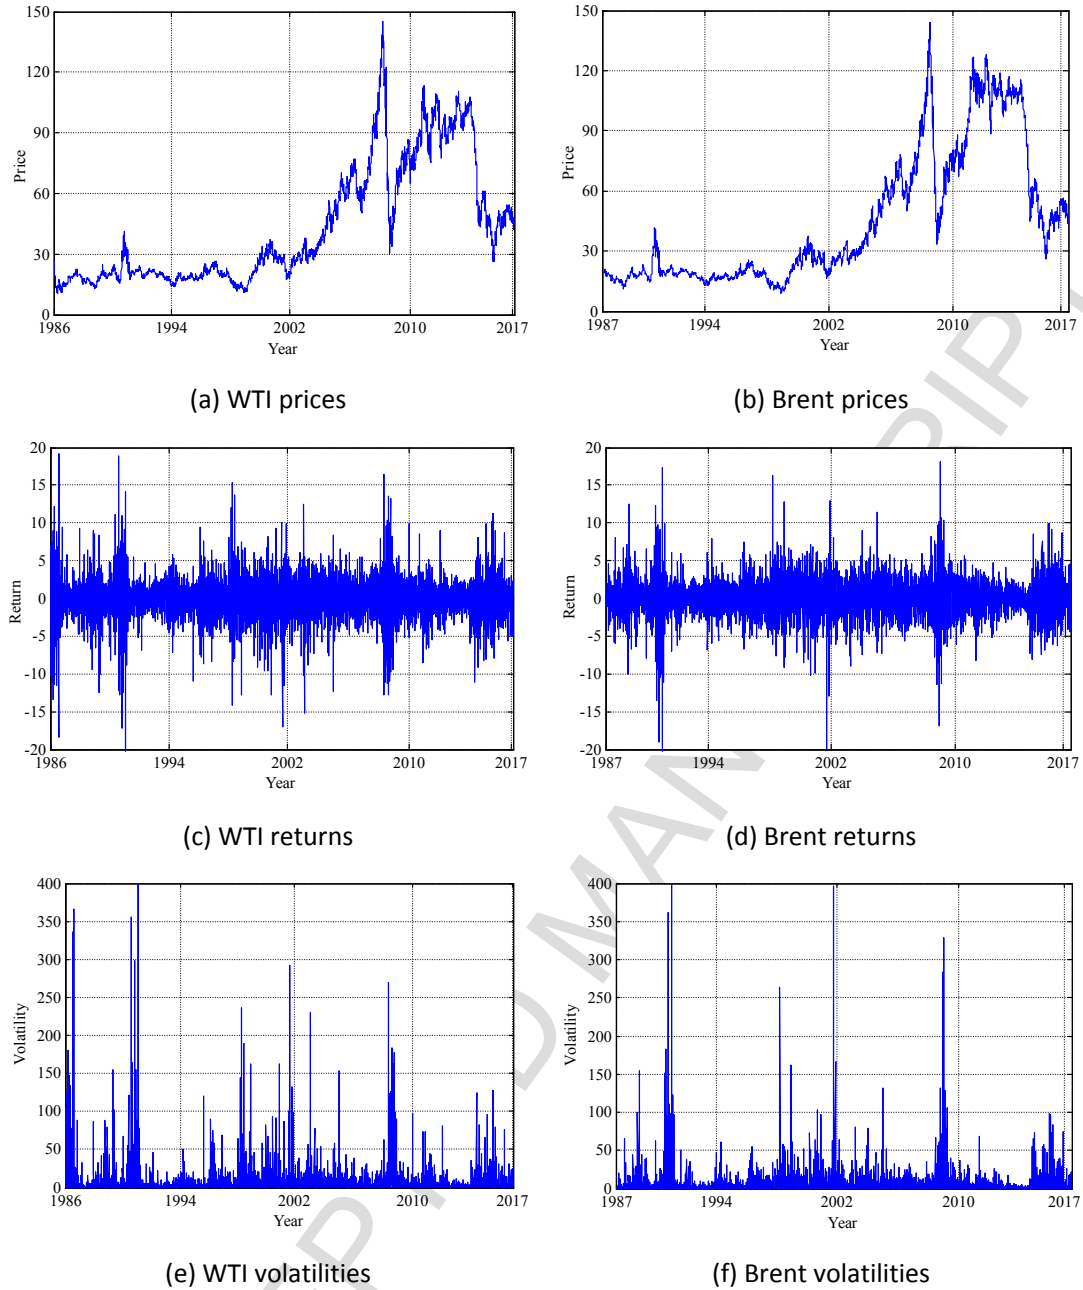 150
120
90
60
30
0
Price
1986 1994 2002 2010 2017
Year
(a) WTI prices
150
120
90
60
30
0
Price
1987 1994 2002 2010 2017
Year
(b) Brent prices
20
15
10
5
0
-5
-10
-15
-20
Return
1986 1994 2002 2010 2017
Year
(c) WTI returns
20
15
10
5
0
-5
-10
-15
-20
Return
1987 1994 2002 2010 2017
Year
(d) Brent returns
400
350
300
250
200
150
100
50
0
Volatility
1986 1994 2002 2010 2017
Year
(e) WTI volatilities
400
350
300
250
200
150
100
50
0
Volatility
1987 1994 2002 2010 2017
Year
(f) Brent volatilities